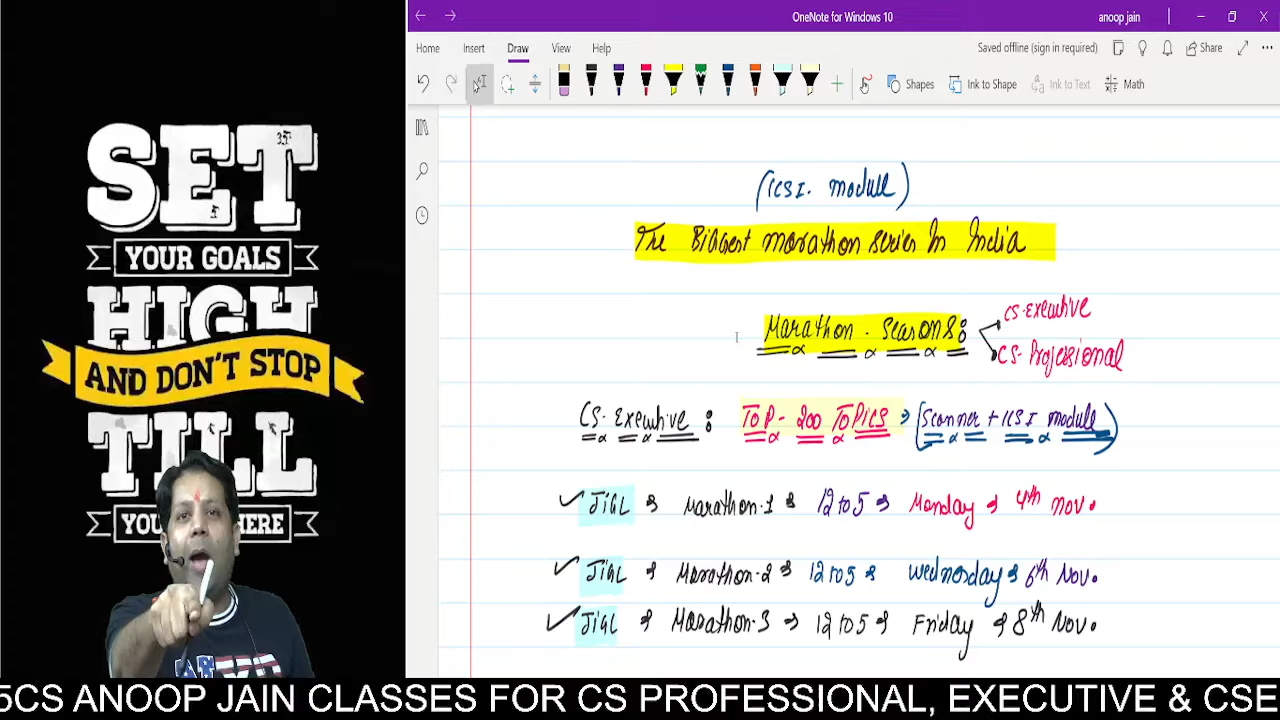 OneNote for Windows 10
anoop jain
Home Insert Draw View Help
Saved offline (sign in required) Share
Shapes Ink to Shape Ink to Text Math
SET
YOUR GOALS
HIGH
AND DON'T STOP
TILL
YOU HERE
(ICSI. module)
The Biggest marathon series In India
Marathon - Season 8:
CS-Executive
CS-Professional
CS-Executive : TOP-200 TOPICS (Scanner + ICSI module)
JIGL Marathon-1 12 to 5 Monday 4th Nov.
JIGL Marathon-2 12 to 5 Wednesday 6th Nov.
JIGL Marathon-3 12 to 5 Friday 8th Nov.
5CS ANOOP JAIN CLASSES FOR CS PROFESSIONAL, EXECUTIVE & CSE